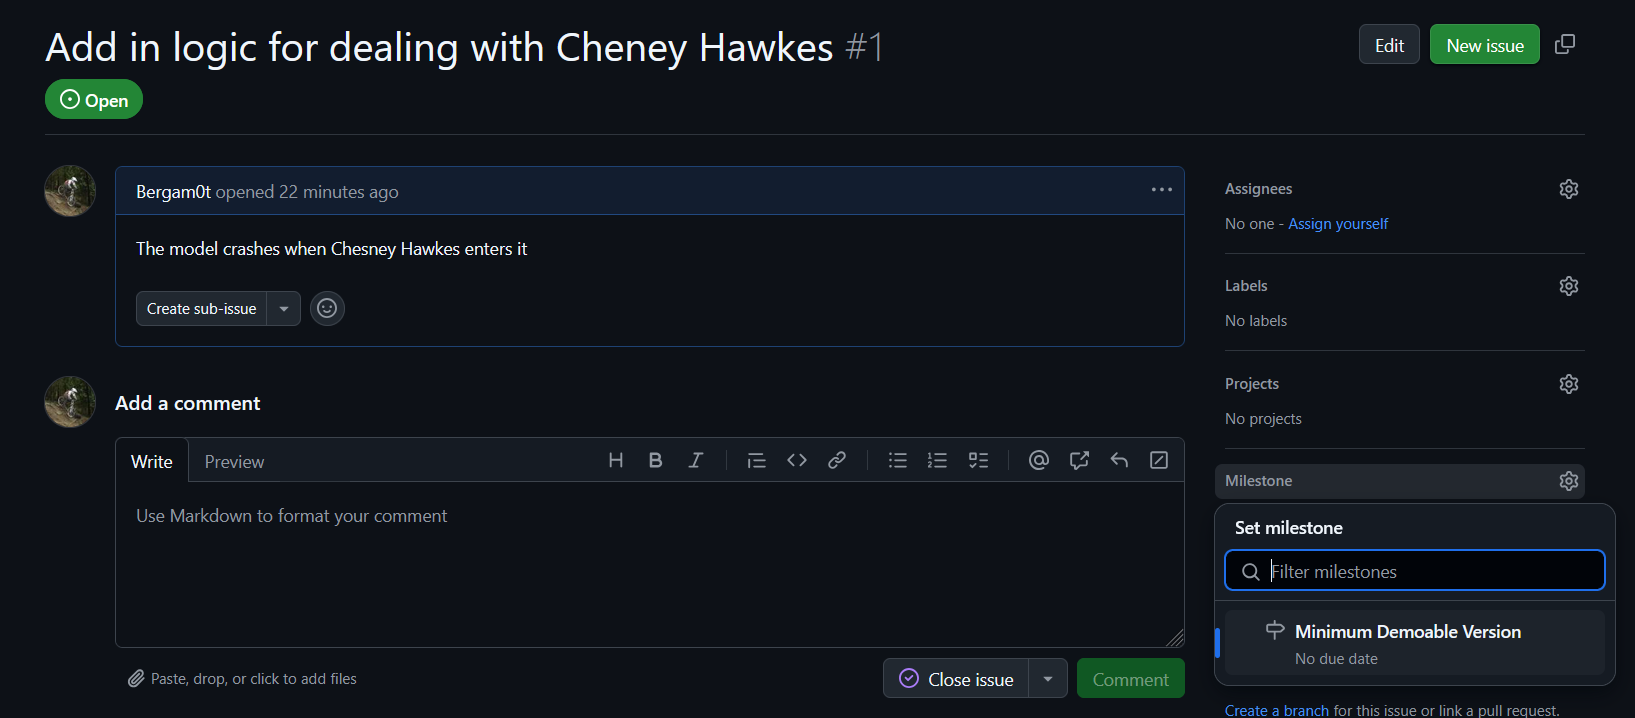 Add in logic for dealing with Cheney Hawkes #1
Edit
New issue
Open
Bergam0t opened 22 minutes ago
The model crashes when Chesney Hawkes enters it
Create sub-issue
Add a comment
Write
Preview
Use Markdown to format your comment
Paste, drop, or click to add files
Close issue
Comment
Assignees
No one - Assign yourself
Labels
No labels
Projects
No projects
Milestone
Set milestone
Filter milestones
Minimum Demoable Version
No due date
Create a branch for this issue or link a pull request.